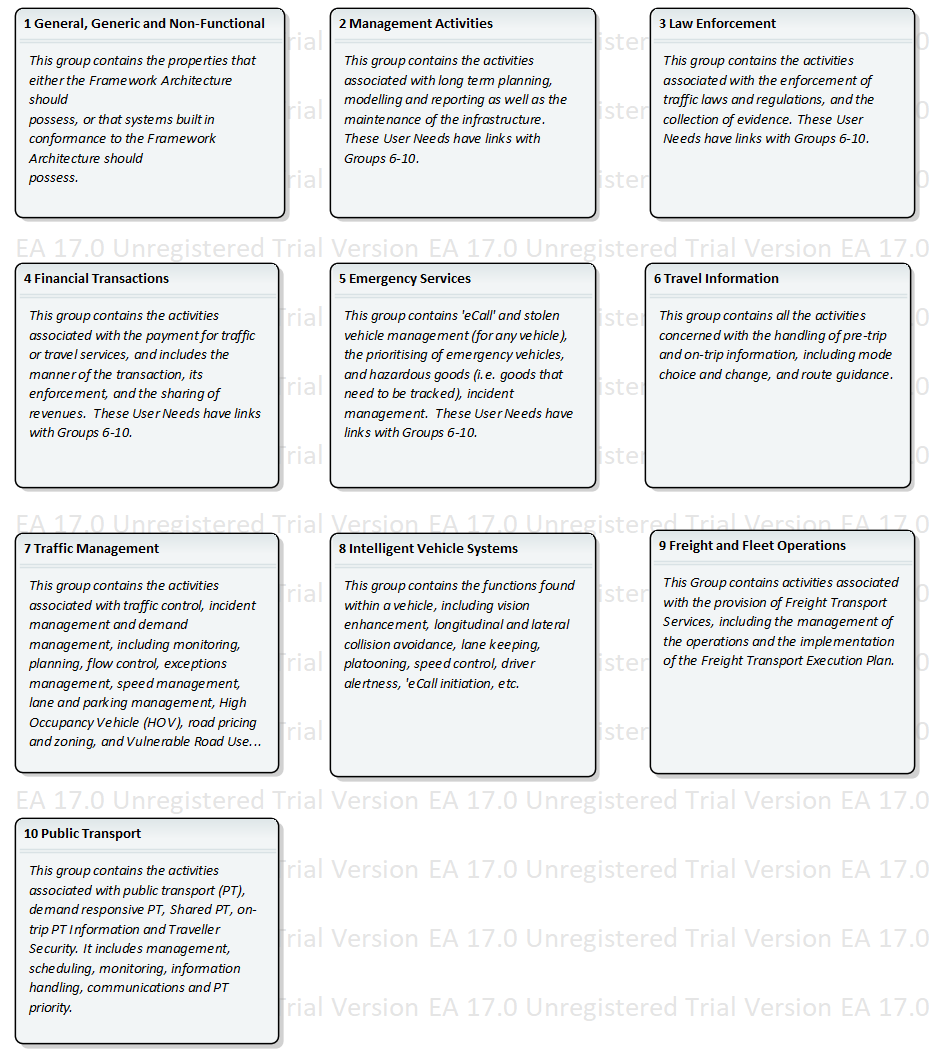 1 General, Generic and Non-Functional
This group contains the properties that
either the Framework Architecture
should
possess, or that systems built in
conformance to the Framework
Architecture should
possess.
2 Management Activities
This group contains the activities
associated with long term planning,
modelling and reporting as well as the
maintenance of the infrastructure.
These User Needs have links with
Groups 6-10.
3 Law Enforcement
This group contains the activities
associated with the enforcement of
traffic laws and regulations, and the
collection of evidence. These User
Needs have links with Groups 6-10.
EA 17.0 Unregistered Trial Version EA 17.0 Unregistered Trial Version EA 17.0
4 Financial Transactions
This group contains the activities
associated with the payment for traffic
or travel services, and includes the
manner of the transaction, its
enforcement, and the sharing of
revenues. These User Needs have links
with Groups 6-10.
5 Emergency Services
This group contains 'eCall' and stolen
vehicle management (for any vehicle),
the prioritising of emergency vehicles,
and hazardous goods (i.e. goods that
need to be tracked), incident
management. These User Needs have
links with Groups 6-10.
6 Travel Information
This group contains all the activities
concerned with the handling of pre-trip
and on-trip information, including mode
choice and change, and route guidance.
EA 17.0 Unregistered Trial Version EA 17.0 Unregistered Trial Version EA 17.0
7 Traffic Management
This group contains the activities
associated with traffic control, incident
management and demand
management, including monitoring,
planning, flow control, exceptions
management, speed management,
lane and parking management, High
Occupancy Vehicle (HOV), road pricing
and zoning, and Vulnerable Road Use...
8 Intelligent Vehicle Systems
This group contains the functions found
within a vehicle, including vision
enhancement, longitudinal and lateral
collision avoidance, lane keeping,
platooning, speed control, driver
alertness, 'eCall initiation, etc.
9 Freight and Fleet Operations
This Group contains activities associated
with the provision of Freight Transport
Services, including the management of
the operations and the implementation
of the Freight Transport Execution Plan.
EA 17.0 Unregistered Trial Version EA 17.0 Unregistered Trial Version EA 17.0
10 Public Transport
This group contains the activities
associated with public transport (PT),
demand responsive PT, Shared PT, on-
trip PT Information and Traveller
Security. It includes management,
scheduling, monitoring, information
handling, communications and PT
priority.
Trial Version EA 17.0 Unregistered Trial Version EA 17.0
Trial Version EA 17.0 Unregistered Trial Version EA 17.0
Trial Version EA 17.0 Unregistered Trial Version EA 17.0